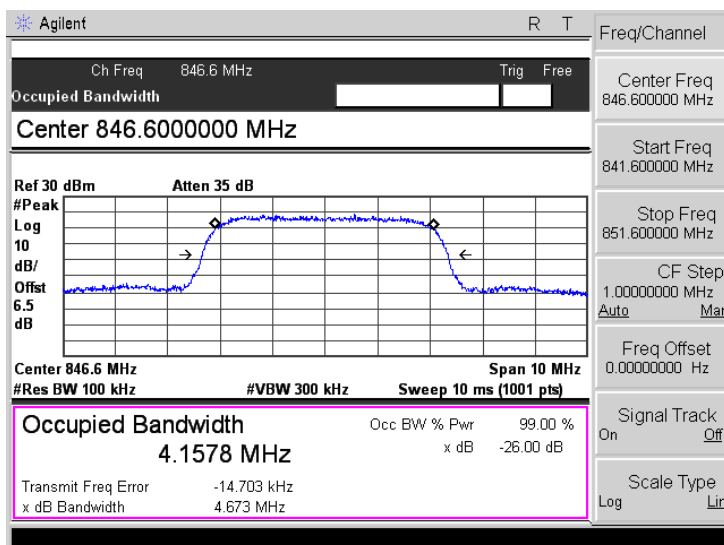 Agilent R T
Freq/Channel
Ch Freq 846.6 MHz Trig Free
Occupied Bandwidth
Center 846.6000000 MHz
Ref 30 dBm Atten 35 dB
#Peak
Log
10
dB/
Offst
6.5
dB
Center 846.6 MHz Span 10 MHz
#Res BW 100 kHz #VBW 300 kHz Sweep 10 ms (1001 pts)
Occupied Bandwidth
4.1578 MHz
Occ BW % Pwr 99.00 %
x dB -26.00 dB
Transmit Freq Error -14.703 kHz
x dB Bandwidth 4.673 MHz
Center Freq
846.600000 MHz
Start Freq
841.600000 MHz
Stop Freq
851.600000 MHz
CF Step
1.00000000 MHz
Auto Mar
Freq Offset
0.00000000 Hz
Signal Track
On Off
Scale Type
Log Lir